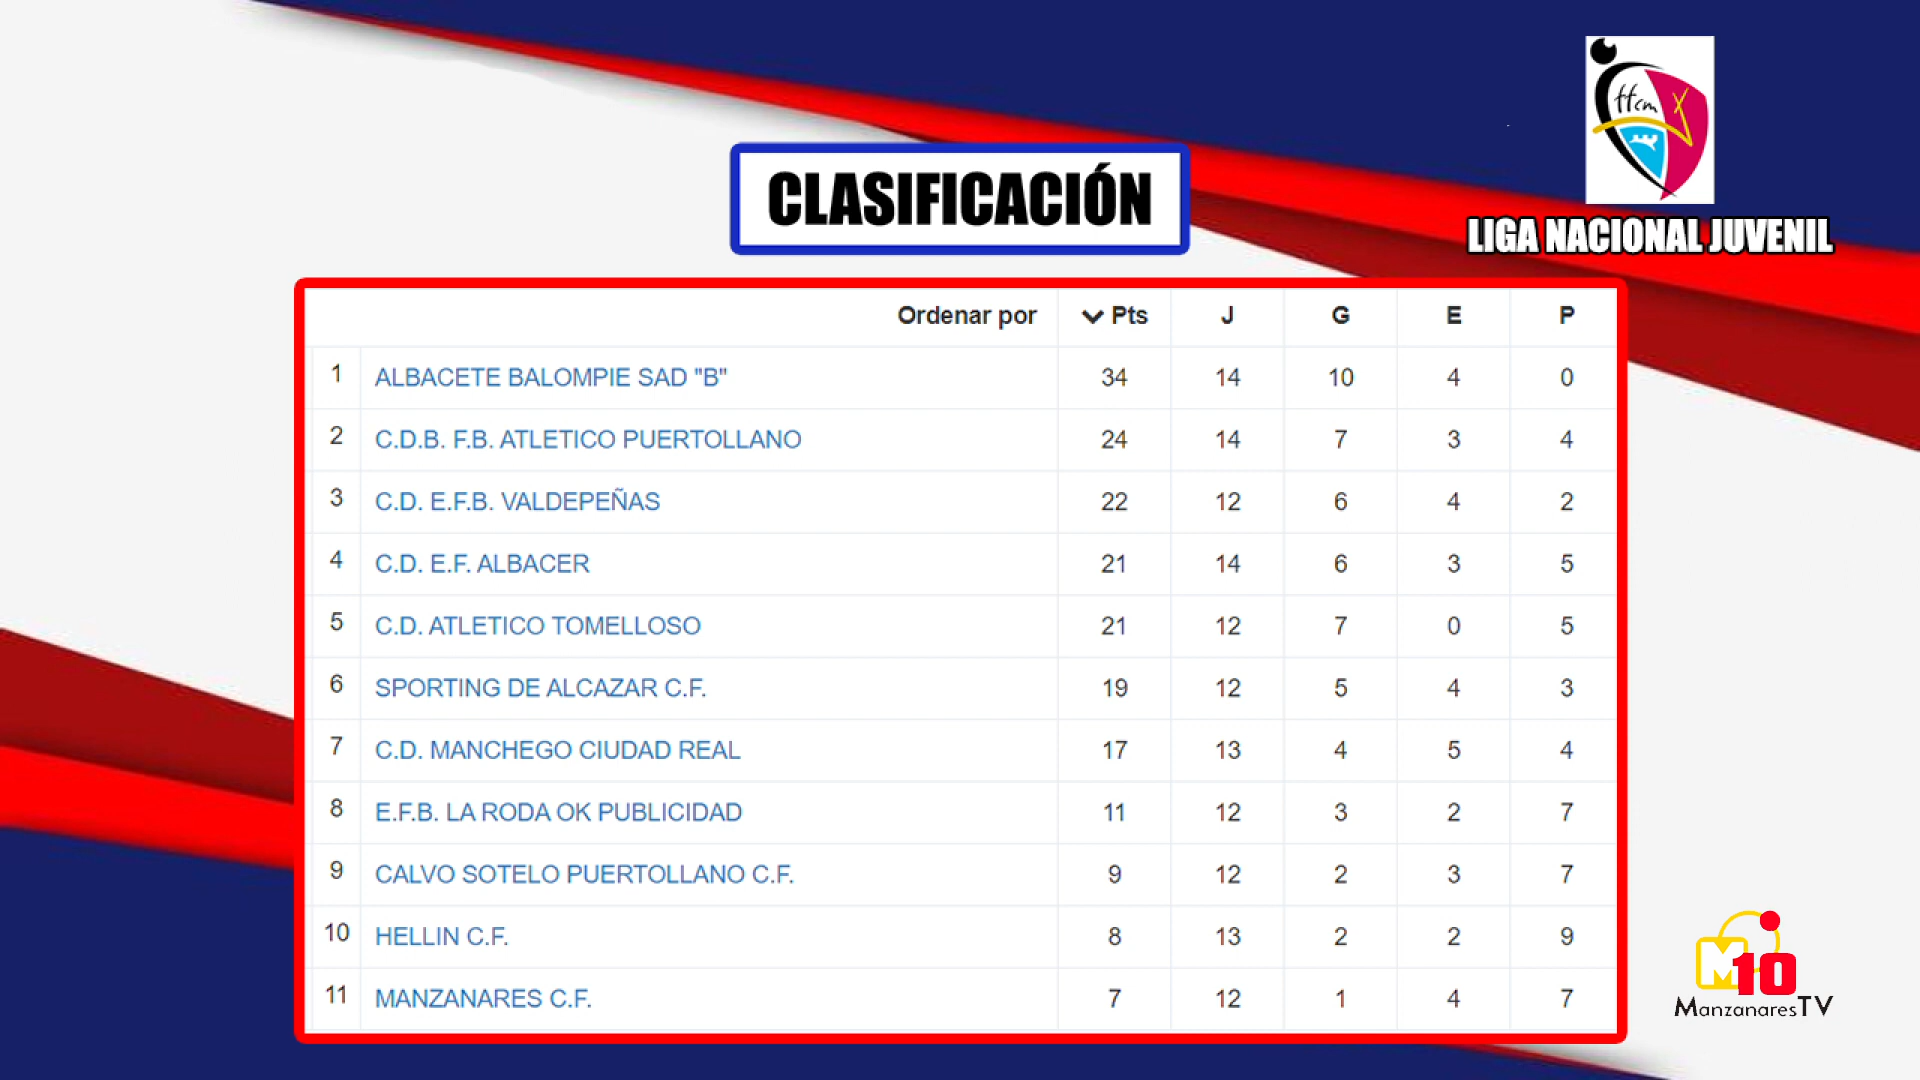 ffcm
CLASIFICACIÓN
LIGA NACIONAL JUVENIL
Ordenar por Pts J G E P
1 ALBACETE BALOMPIE SAD "B" 34 14 10 4 0
2 C.D.B. F.B. ATLETICO PUERTOLLANO 24 14 7 3 4
3 C.D. E.F.B. VALDEPEÑAS 22 12 6 4 2
4 C.D. E.F. ALBACER 21 14 6 3 5
5 C.D. ATLETICO TOMELLOSO 21 12 7 0 5
6 SPORTING DE ALCAZAR C.F. 19 12 5 4 3
7 C.D. MANCHEGO CIUDAD REAL 17 13 4 5 4
8 E.F.B. LA RODA OK PUBLICIDAD 11 12 3 2 7
9 CALVO SOTELO PUERTOLLANO C.F. 9 12 2 3 7
10 HELLIN C.F. 8 13 2 2 9
11 MANZANARES C.F. 7 12 1 4 7
M10
ManzanaresTV